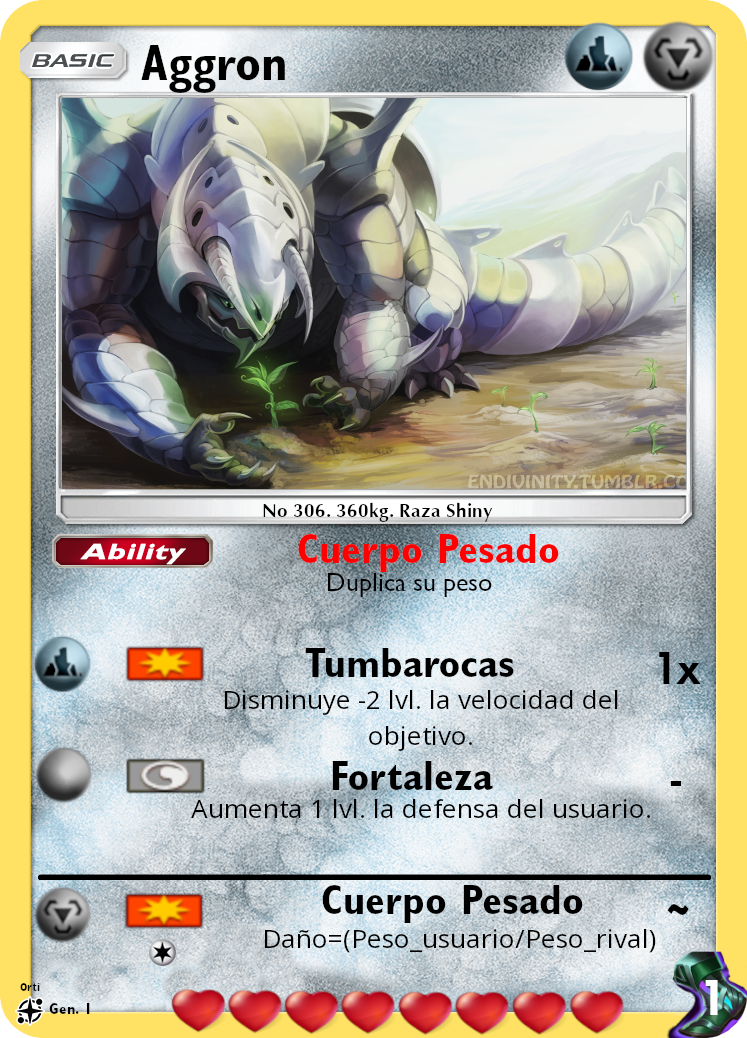 BASIC Aggron
ENDIVINITY.TUMBLR.CO
No 306. 360kg. Raza Shiny
Ability Cuerpo Pesado
Duplica su peso
Tumbarocas 1x
Disminuye -2 lvl. la velocidad del
objetivo.
Fortaleza -
Aumenta 1 lvl. la defensa del usuario.
Cuerpo Pesado ~
Daño=(Peso_usuario/Peso_rival)
Orti
Gen. I
1